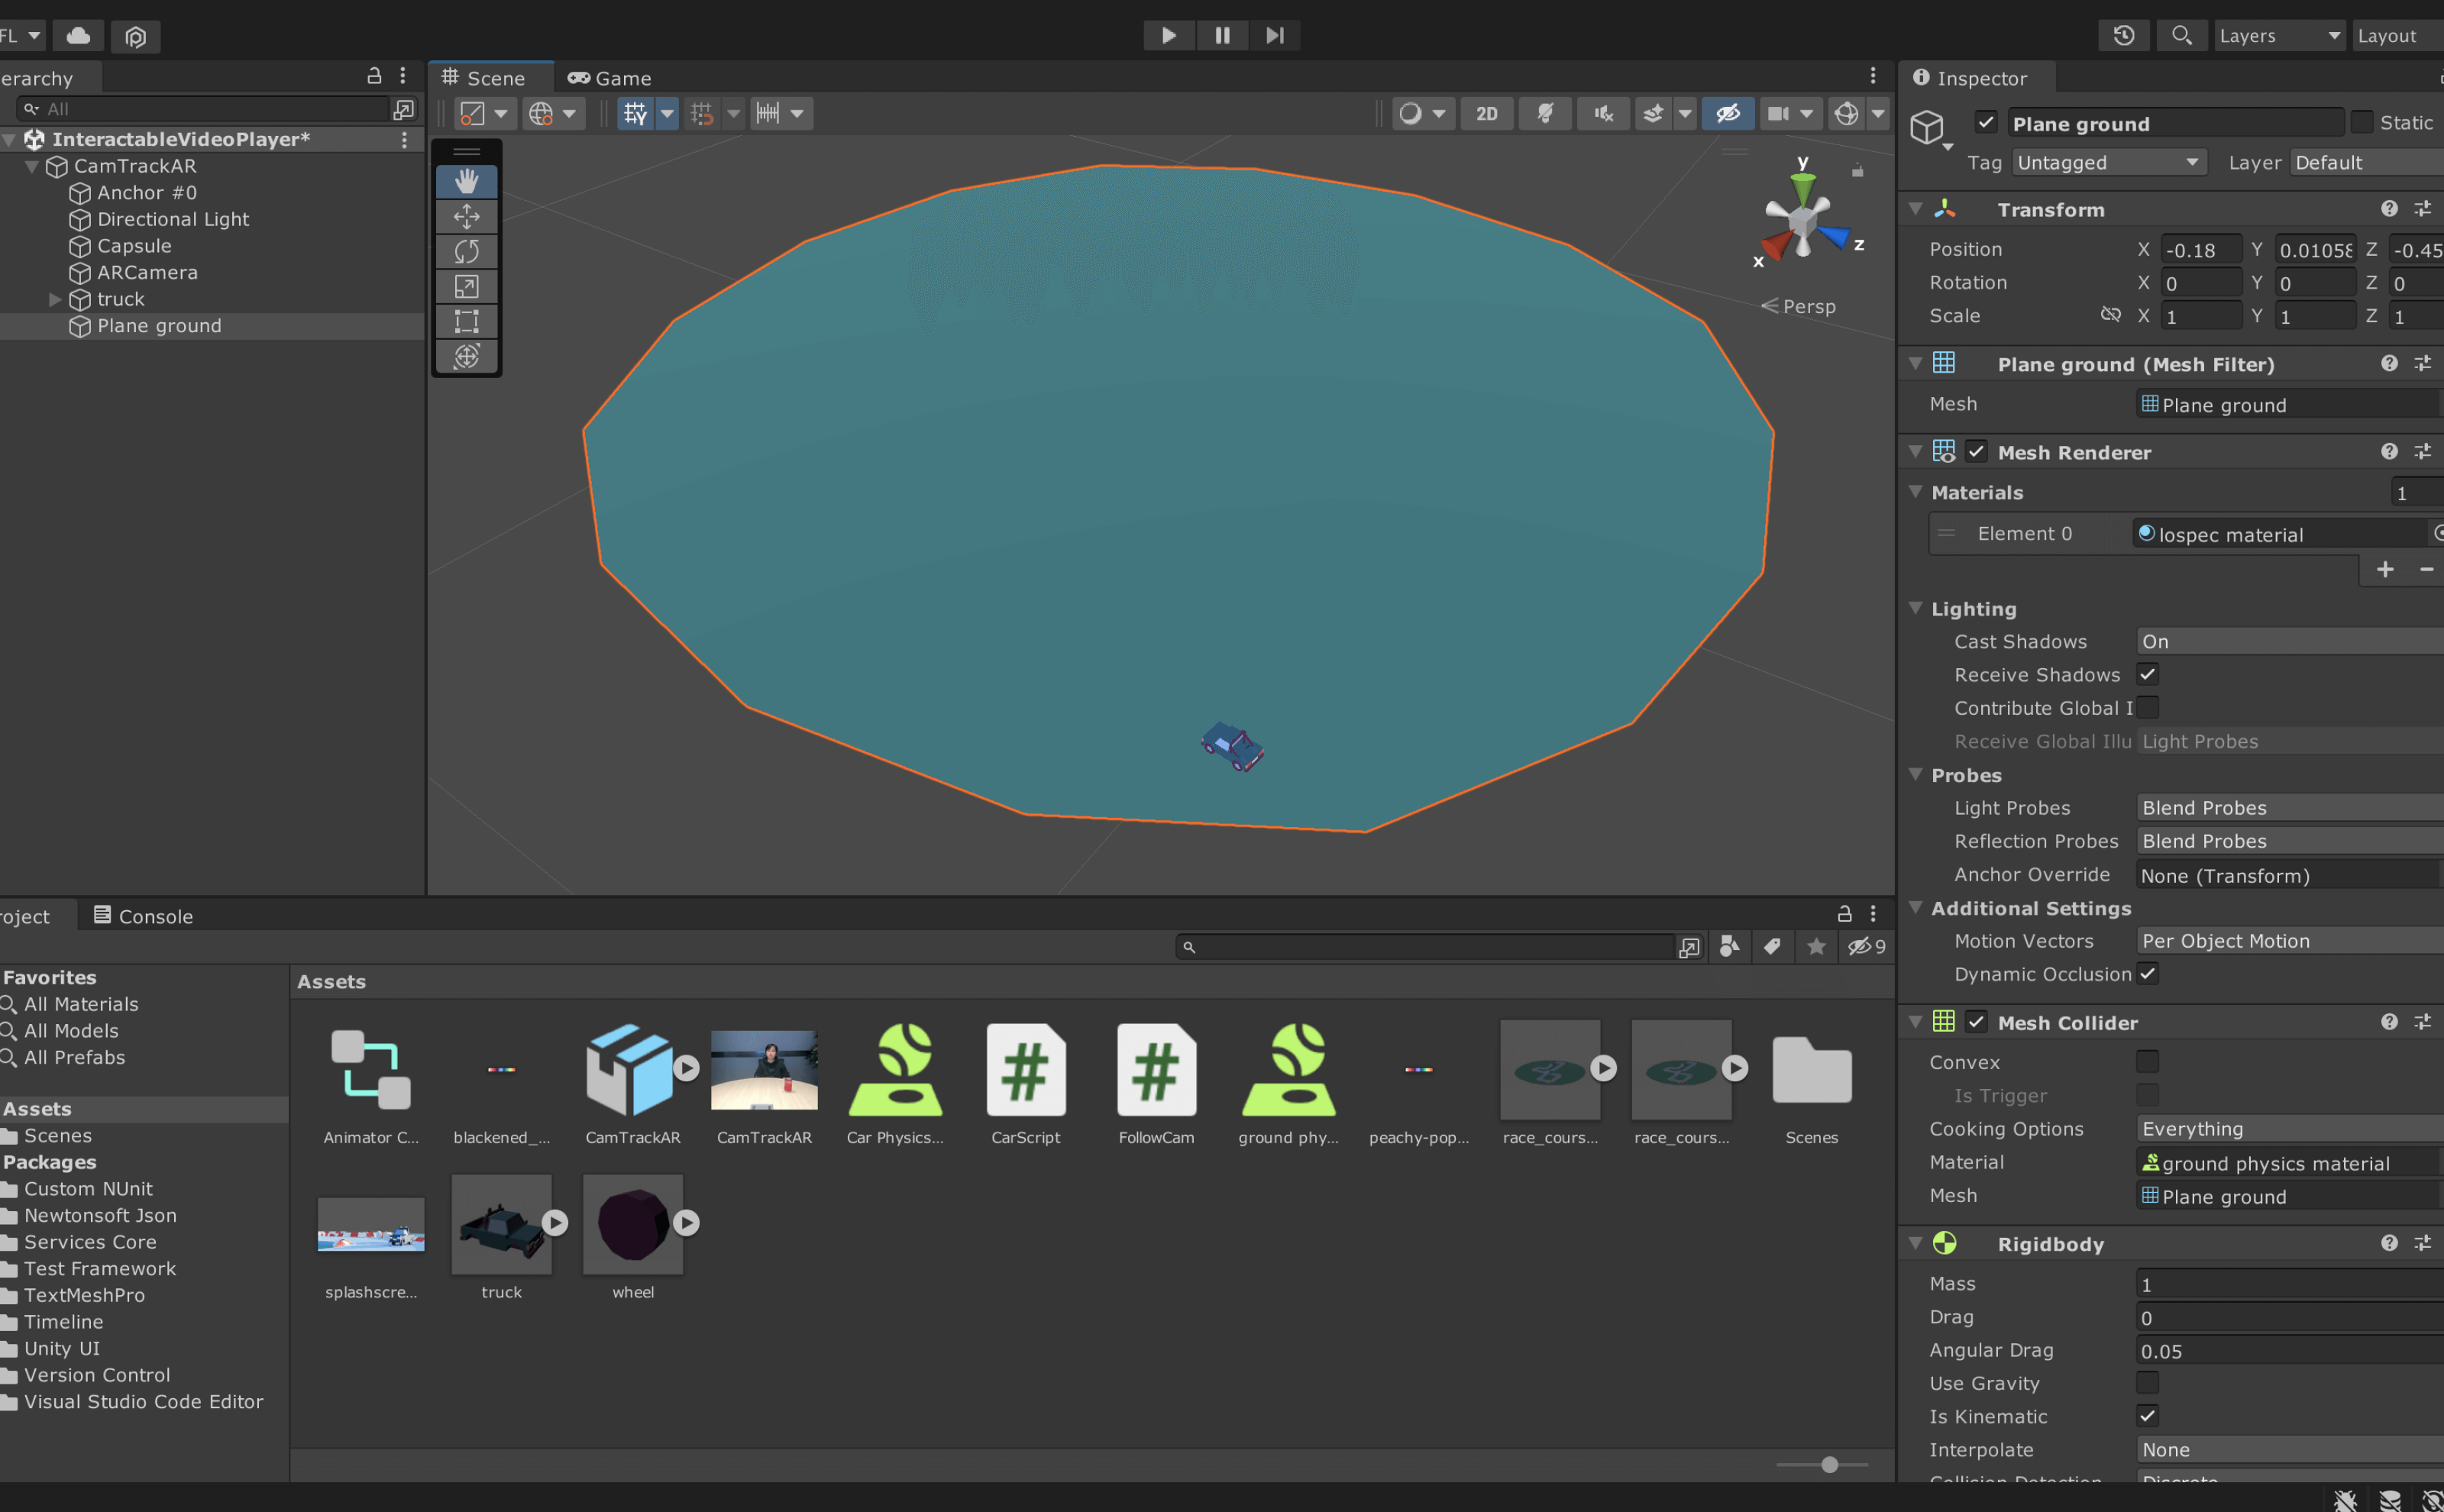 FL
Layers
Layout
erarchy
All
InteractableVideoPlayer*
CamTrackAR
Anchor #0
Directional Light
Capsule
ARCamera
truck
Plane ground
Scene
Game
2D
y
z
x
Persp
Inspector
Plane ground
Static
Tag Untagged Layer Default
Transform
Position X -0.18 Y 0.01058 Z -0.45
Rotation X 0 Y 0 Z 0
Scale X 1 Y 1 Z 1
Plane ground (Mesh Filter)
Mesh Plane ground
Mesh Renderer
Materials 1
Element 0 lospec material
Lighting
Cast Shadows On
Receive Shadows
Contribute Global I
Receive Global Illu Light Probes
Probes
Light Probes Blend Probes
Reflection Probes Blend Probes
Anchor Override None (Transform)
Additional Settings
Motion Vectors Per Object Motion
Dynamic Occlusion
Mesh Collider
Convex
Is Trigger
Cooking Options Everything
Material ground physics material
Mesh Plane ground
Rigidbody
Mass 1
Drag 0
Angular Drag 0.05
Use Gravity
Is Kinematic
Interpolate None
Collision Detection Discrete
roject
Console
9
Favorites
All Materials
All Models
All Prefabs
Assets
Scenes
Packages
Custom NUnit
Newtonsoft Json
Services Core
Test Framework
TextMeshPro
Timeline
Unity UI
Version Control
Visual Studio Code Editor
Assets
Animator C...
blackened_...
CamTrackAR
CamTrackAR
Car Physics...
CarScript
FollowCam
ground phy...
peachy-pop...
race_cours...
race_cours...
Scenes
splashscre...
truck
wheel